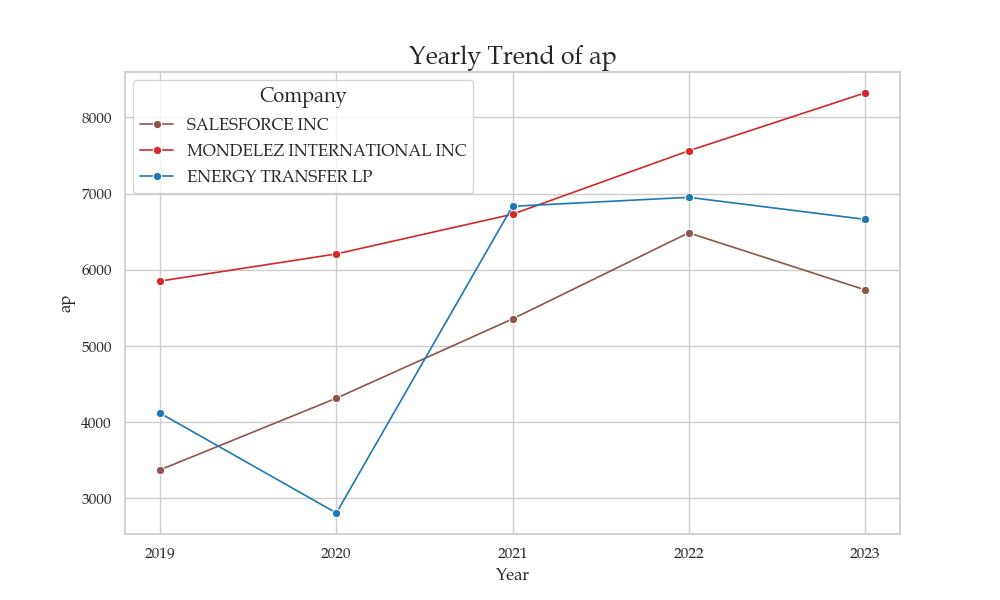 Yearly Trend of ap
Company
SALESFORCE INC
MONDELEZ INTERNATIONAL INC
ENERGY TRANSFER LP
ap
8000
7000
6000
5000
4000
3000
2019 2020 2021 2022 2023
Year